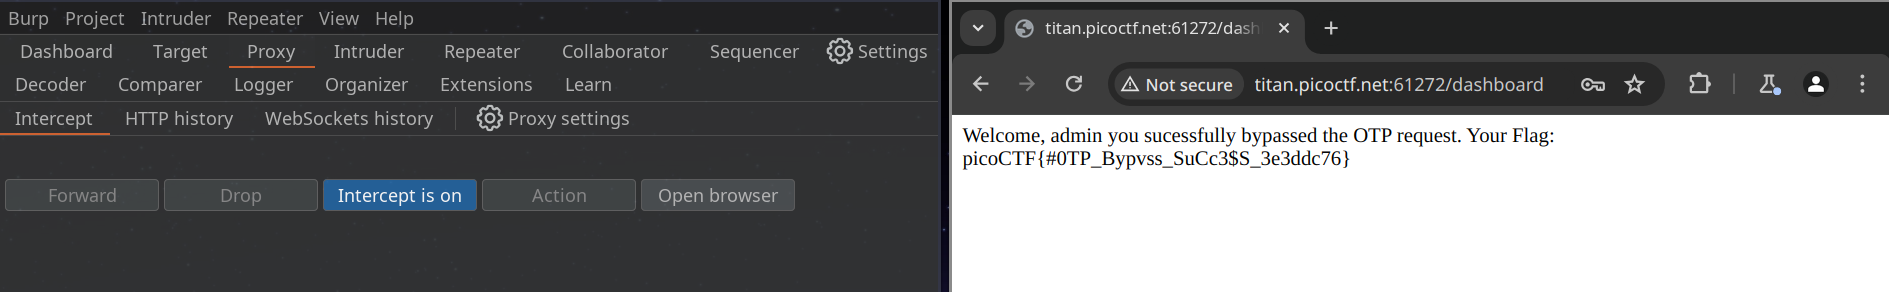 Burp Project Intruder Repeater View Help
Dashboard Target Proxy Intruder Repeater Collaborator Sequencer Settings
Decoder Comparer Logger Organizer Extensions Learn
Intercept HTTP history WebSockets history Proxy settings
Forward Drop Intercept is on Action Open browser
titan.picoctf.net:61272/dash
Not secure titan.picoctf.net:61272/dashboard
Welcome, admin you sucessfully bypassed the OTP request. Your Flag:
picoCTF{#0TP_Bypvss_SuCc3$S_3e3ddc76}